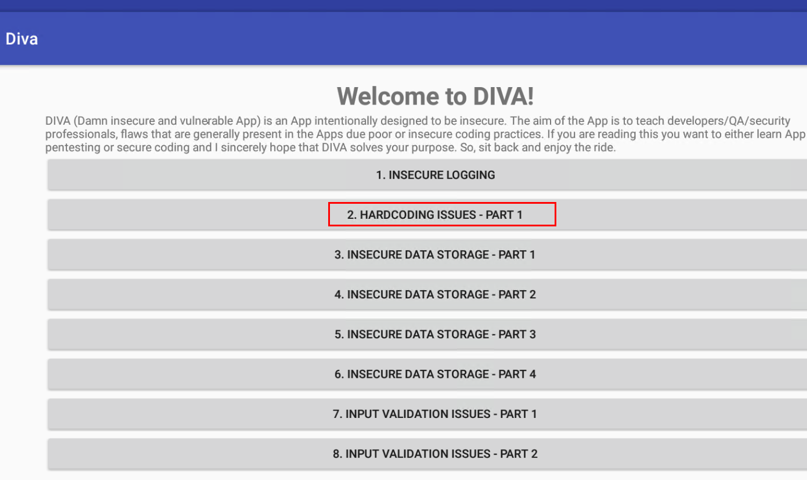 Diva
Welcome to DIVA!
DIVA (Damn insecure and vulnerable App) is an App intentionally designed to be insecure. The aim of the App is to teach developers/QA/security
professionals, flaws that are generally present in the Apps due poor or insecure coding practices. If you are reading this you want to either learn App
pentesting or secure coding and I sincerely hope that DIVA solves your purpose. So, sit back and enjoy the ride.
1. INSECURE LOGGING
2. HARDCODING ISSUES - PART 1
3. INSECURE DATA STORAGE - PART 1
4. INSECURE DATA STORAGE - PART 2
5. INSECURE DATA STORAGE - PART 3
6. INSECURE DATA STORAGE - PART 4
7. INPUT VALIDATION ISSUES - PART 1
8. INPUT VALIDATION ISSUES - PART 2